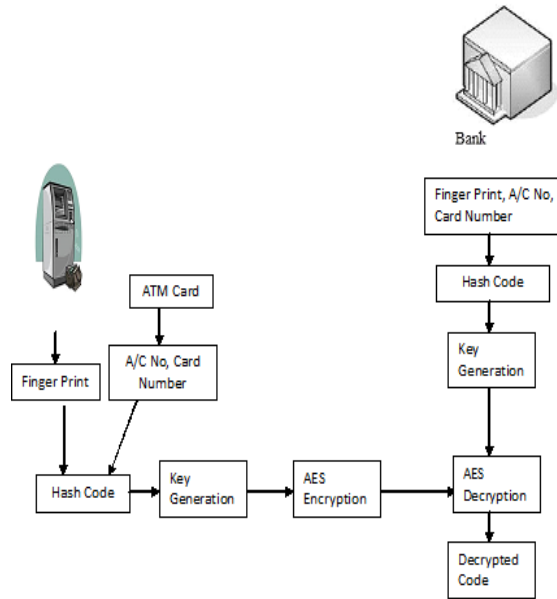 Bank
Finger Print, A/C No,
Card Number
Hash Code
Key
Generation
ATM Card
A/C No, Card
Number
Finger Print
Hash Code
Key
Generation
AES
Encryption
AES
Decryption
Decrypted
Code